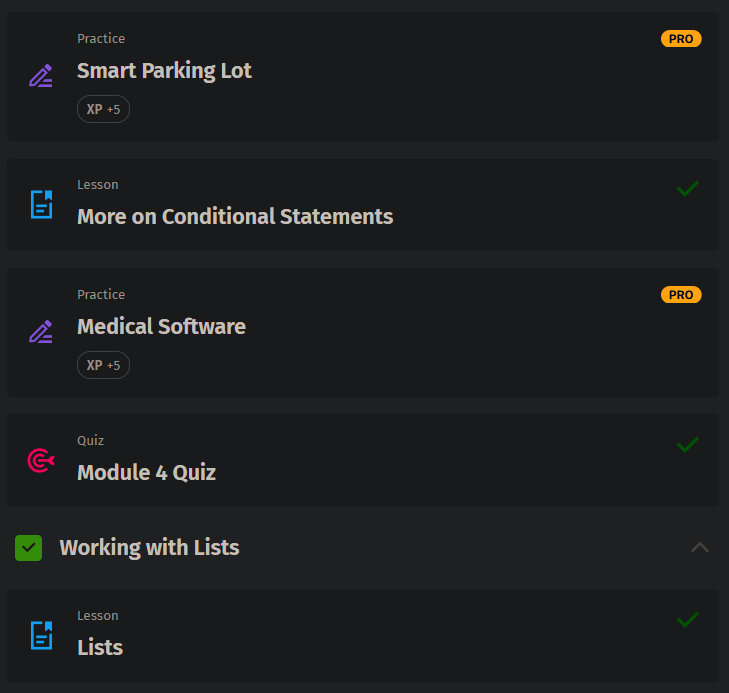 Practice
PRO
Smart Parking Lot
XP +5
Lesson
More on Conditional Statements
Practice
PRO
Medical Software
XP +5
Quiz
Module 4 Quiz
Working with Lists
Lesson
Lists